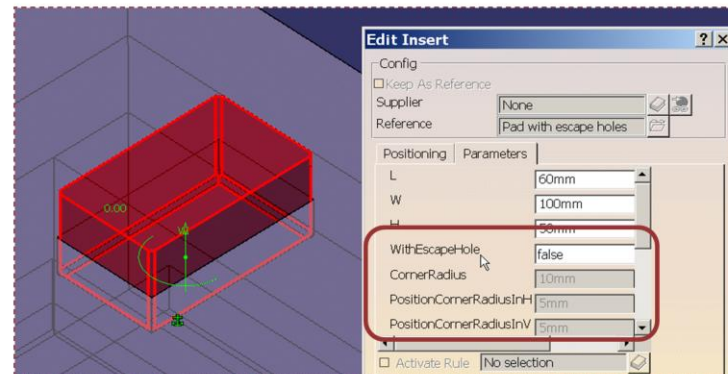 Edit Insert
? ×
Config
Keep As Reference
Supplier None
Reference Pad with escape holes
Positioning Parameters
L 60mm
W 100mm
H 50mm
WithEscapeHole false
CornerRadius 10mm
PositionCornerRadiusInH 5mm
PositionCornerRadiusInV 5mm
Activate Rule No selection
0.00